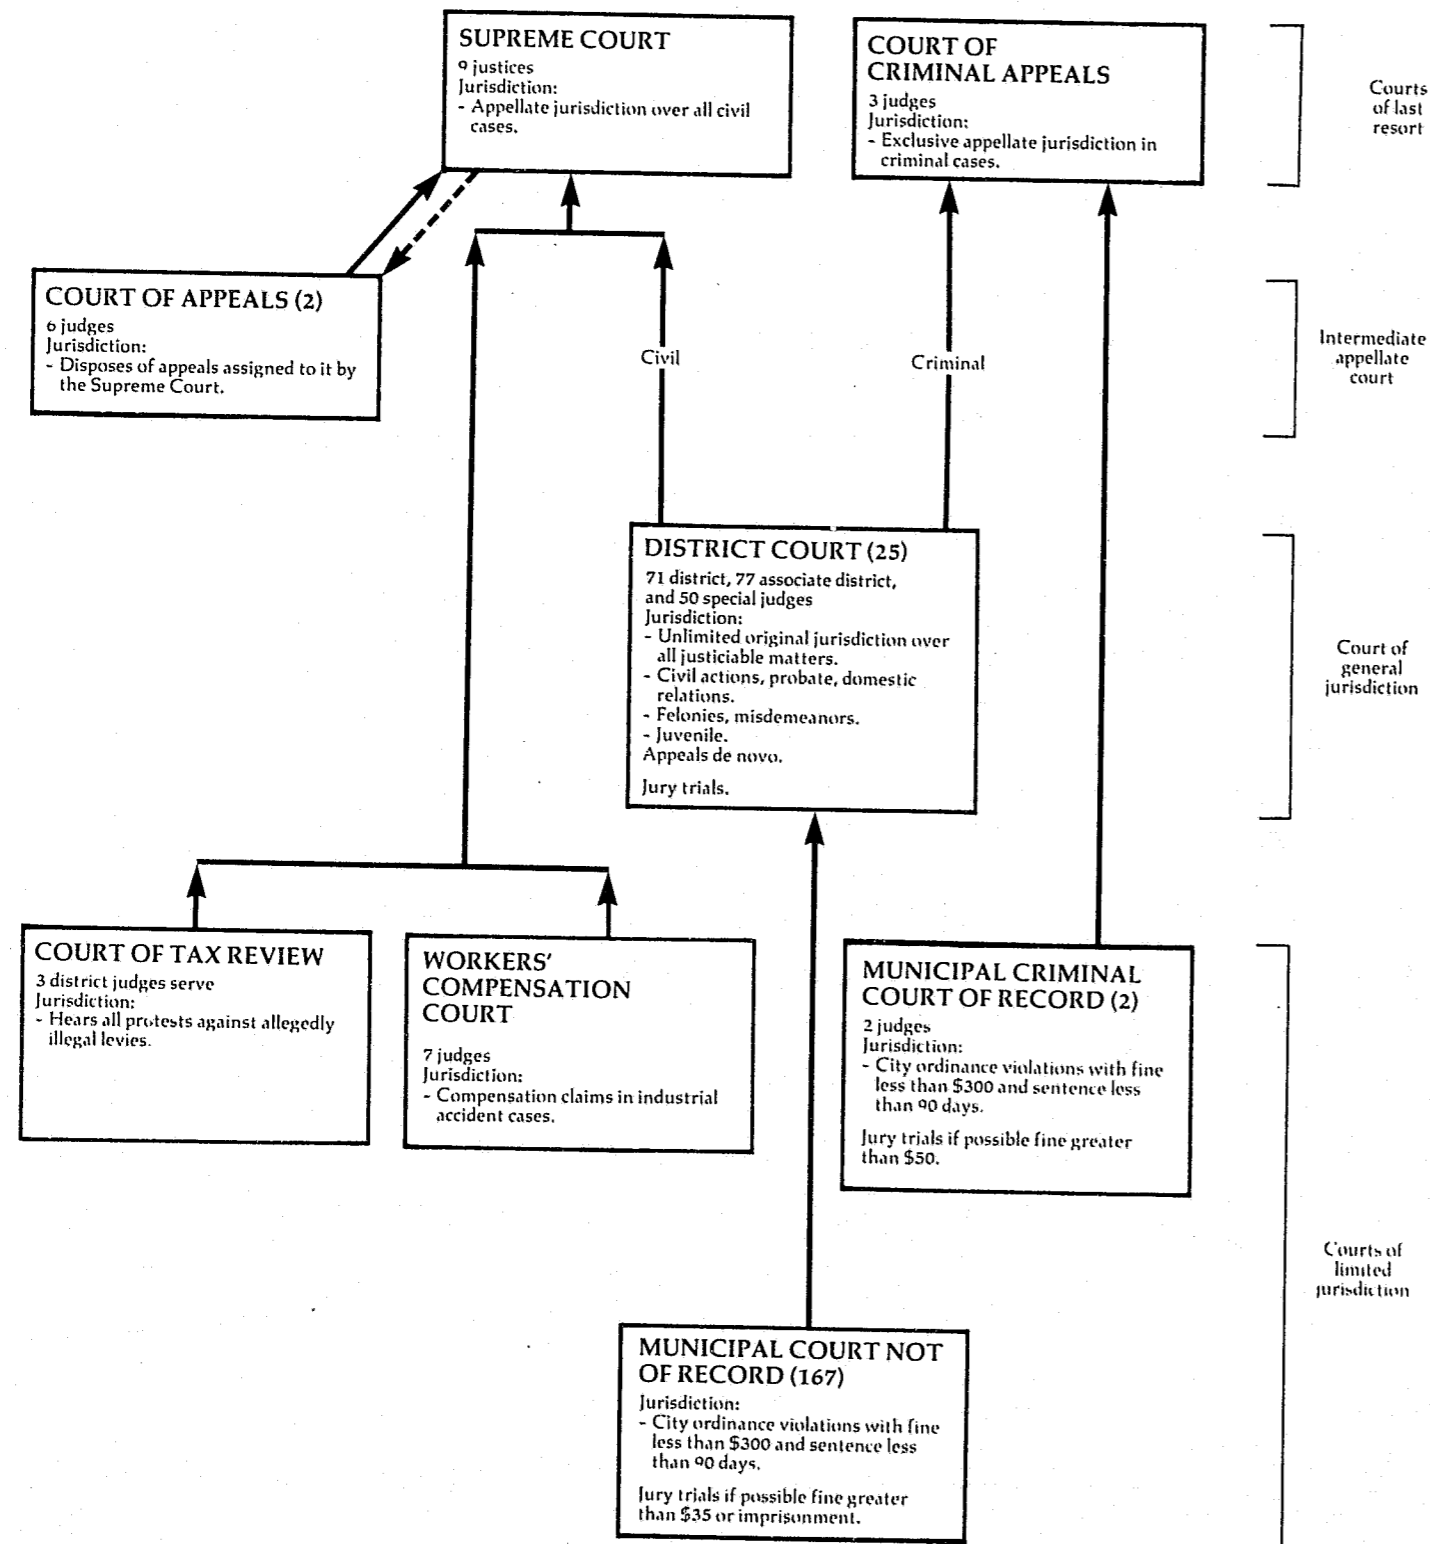 SUPREME COURT
9 justices
Jurisdiction:
- Appellate jurisdiction over all civil
cases.
COURT OF
CRIMINAL APPEALS
3 judges
Jurisdiction:
- Exclusive appellate jurisdiction in
criminal cases.
Courts
of last
resort
COURT OF APPEALS (2)
6 judges
Jurisdiction:
- Disposes of appeals assigned to it by
the Supreme Court.
Civil
Criminal
Intermediate
appellate
court
DISTRICT COURT (25)
71 district, 77 associate district,
and 50 special judges
Jurisdiction:
- Unlimited original jurisdiction over
all justiciable matters.
- Civil actions, probate, domestic
relations.
- Felonies, misdemeanors.
- Juvenile.
Appeals de novo.
Jury trials.
Court of
general
jurisdiction
COURT OF TAX REVIEW
3 district judges serve
Jurisdiction:
- Hears all protests against allegedly
illegal levies.
WORKERS'
COMPENSATION
COURT
7 judges
Jurisdiction:
- Compensation claims in industrial
accident cases.
MUNICIPAL CRIMINAL
COURT OF RECORD (2)
2 judges
Jurisdiction:
- City ordinance violations with fine
less than $300 and sentence less
than 90 days.
Jury trials if possible fine greater
than $50.
Courts of
limited
jurisdiction
MUNICIPAL COURT NOT
OF RECORD (167)
Jurisdiction:
- City ordinance violations with fine
less than $300 and sentence less
than 90 days.
Jury trials if possible fine greater
than $35 or imprisonment.